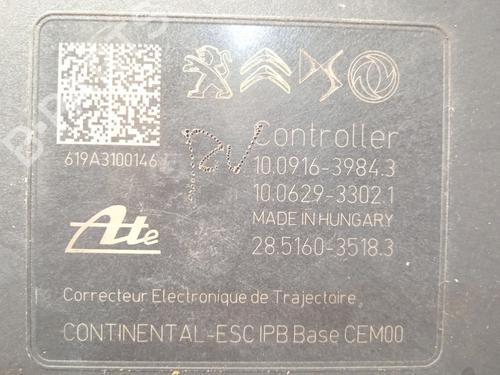 619A3100146
P2V
Controller
10.0916-3984.3
10.0629-3302.1
MADE IN HUNGARY
28.5160-3518.3
Ate
Correcteur Electronique de Trajectoire
CONTINENTAL-ESC IPB Base CEM00